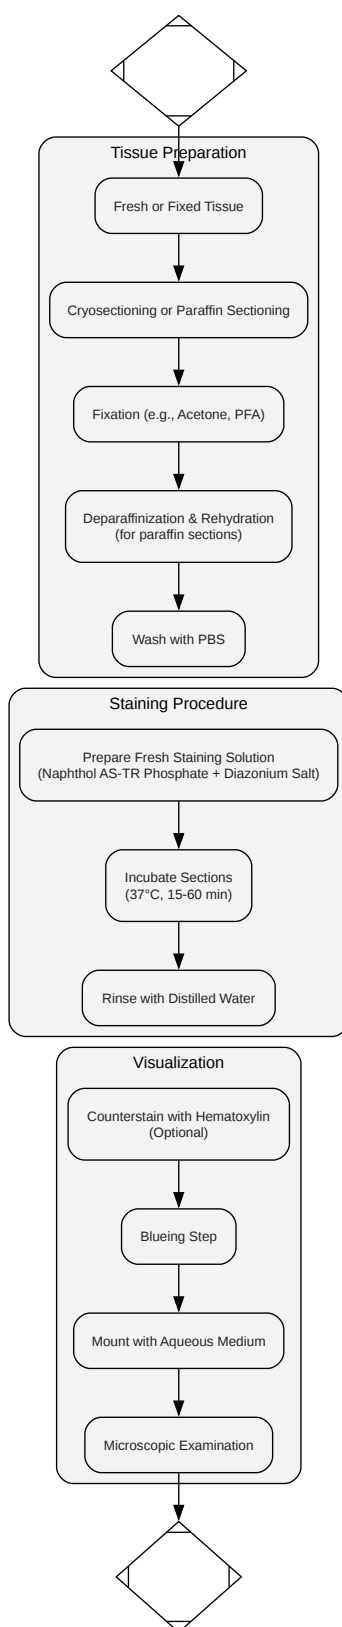 Tissue Preparation
Fresh or Fixed Tissue
Cryosectioning or Paraffin Sectioning
Fixation (e.g., Acetone, PFA)
Deparaffinization & Rehydration
(for paraffin sections)
Wash with PBS
Staining Procedure
Prepare Fresh Staining Solution
(Naphthol AS-TR Phosphate + Diazonium Salt)
Incubate Sections
(37°C, 15-60 min)
Rinse with Distilled Water
Visualization
Counterstain with Hematoxylin
(Optional)
Blueing Step
Mount with Aqueous Medium
Microscopic Examination